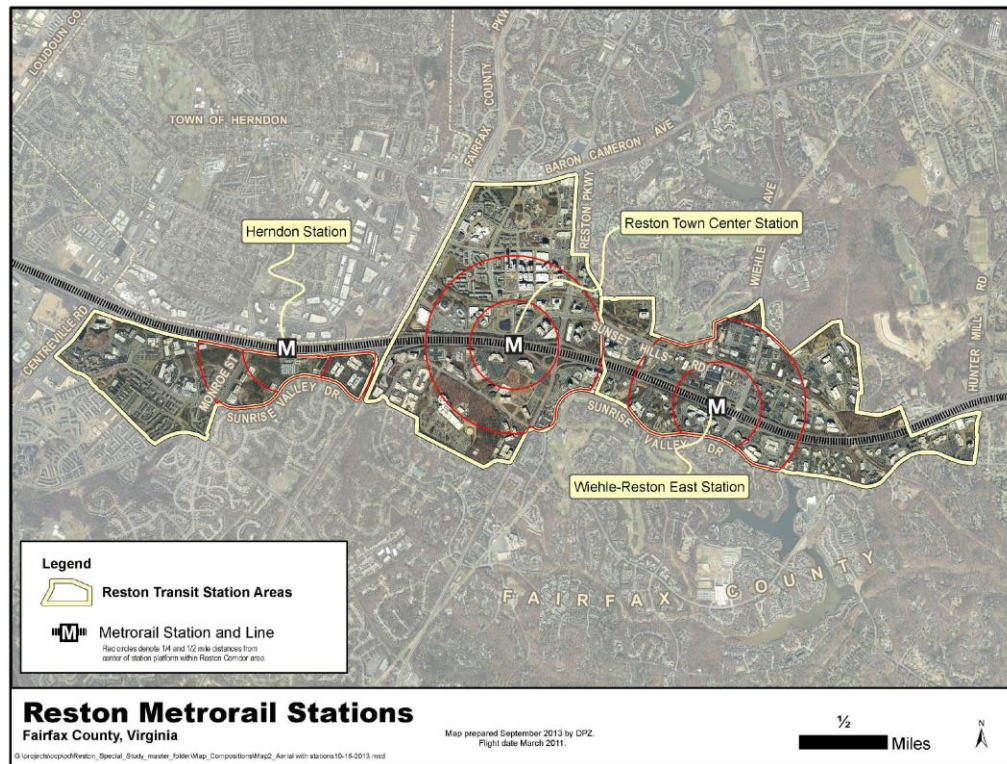 LOUDOUN CO
TOWN OF HERNDON
FAIRFAX COUNTY PKWY
BARON CAMERON AVE
RESTON PKWY
WIEHLE AVE
HUNTER MILL RD
Herndon Station
Reston Town Center Station
CENTREVILLE RD
M
M
M
SUNSET HILLS RD
MONROE ST
SUNRISE VALLEY DR
SUNRISE VALLEY DR
Wiehle-Reston East Station
FAIRFAX COUNTY
Legend
Reston Transit Station Areas
M
Metrorail Station and Line
Red circles denote 1/4 and 1/2 mile distances from
center of station platform within Reston Corridor area.
Reston Metrorail Stations
Fairfax County, Virginia
Map prepared September 2013 by DPZ.
Flight date March 2011.
½
Miles
N